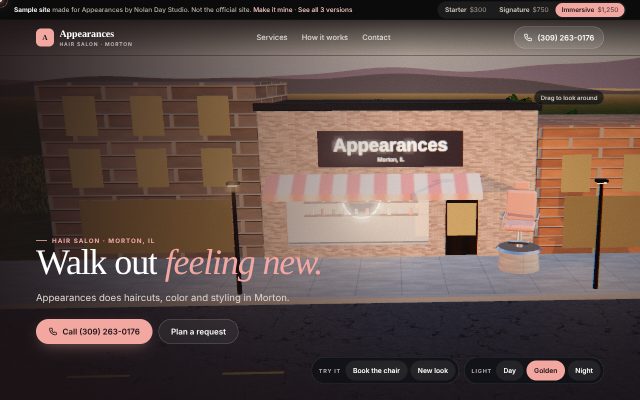 Sample site made for Appearances by Nolan Day Studio. Not the official site. Make it mine · See all 3 versions
Starter $300 Signature $750 Immersive $1,250
A
Appearances
HAIR SALON · MORTON
Services How it works Contact
(309) 263-0176
Drag to look around
Appearances
Morton, IL
HAIR SALON · MORTON, IL
Walk out feeling new.
Appearances does haircuts, color and styling in Morton.
Call (309) 263-0176 Plan a request
TRY IT Book the chair New look
LIGHT Day Golden Night